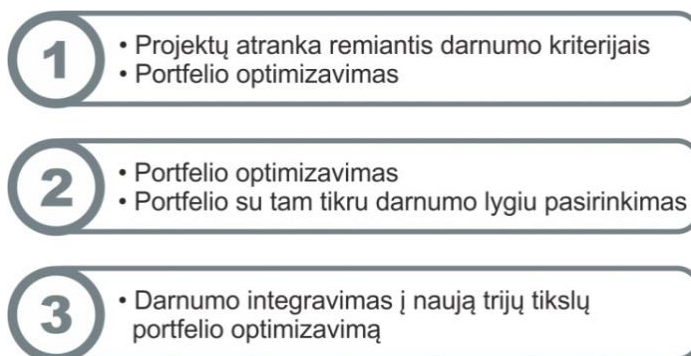 1
• Projektų atranka remiantis darnumo kriterijais
• Portfelio optimizavimas
2
• Portfelio optimizavimas
• Portfelio su tam tikru darnumo lygiu pasirinkimas
3
• Darnumo integravimas į naują trijų tikslų
portfelio optimizavimą